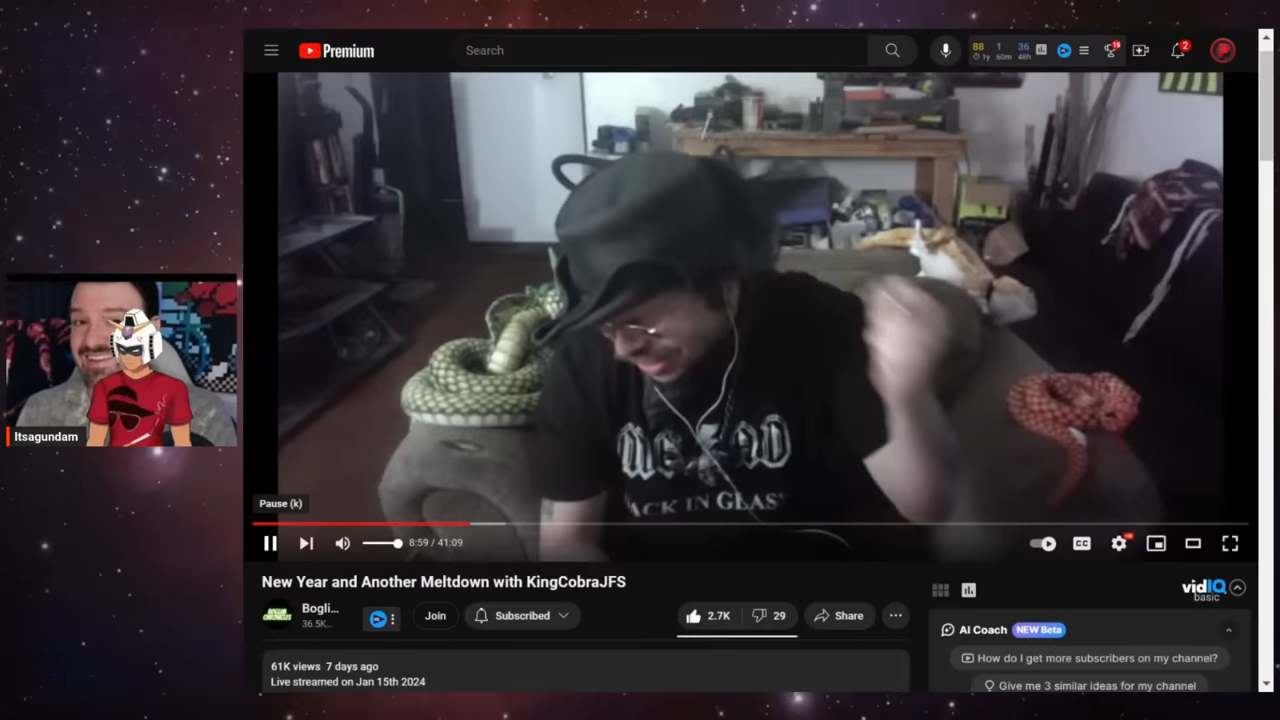 Premium
Search
88 1 36
1y 60m 48h
15
2
Itsagundam
BACK IN GLAS
Pause (k)
8:59 / 41:09
CC
New Year and Another Meltdown with KingCobraJFS
Bogli...
36.5K...
Join
Subscribed
2.7K
29
Share
vidIQ
basic
AI Coach NEW Beta
How do I get more subscribers on my channel?
Give me 3 similar ideas for my channel
61K views 7 days ago
Live streamed on Jan 15th 2024